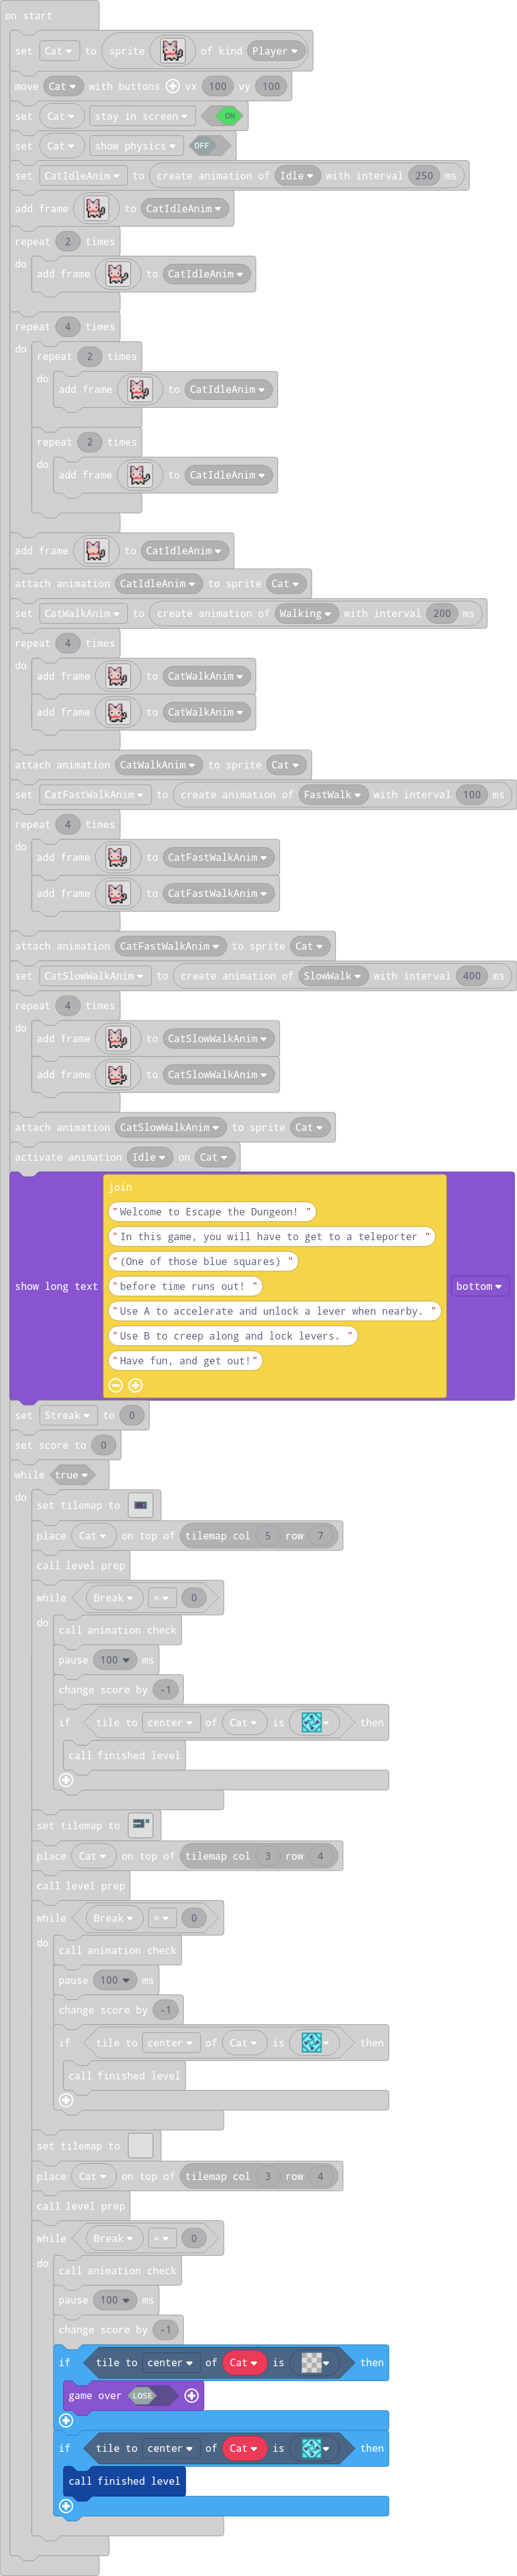 on start
set Cat to sprite of kind Player
move Cat with buttons vx 100 vy 100
set Cat stay in screen ON
set Cat show physics OFF
set CatIdleAnim to create animation of Idle with interval 250 ms
add frame to CatIdleAnim
repeat 2 times
do add frame to CatIdleAnim
repeat 4 times
do repeat 2 times
do add frame to CatIdleAnim
repeat 2 times
do add frame to CatIdleAnim
add frame to CatIdleAnim
attach animation CatIdleAnim to sprite Cat
set CatWalkAnim to create animation of Walking with interval 200 ms
repeat 4 times
do add frame to CatWalkAnim
add frame to CatWalkAnim
attach animation CatWalkAnim to sprite Cat
set CatFastWalkAnim to create animation of FastWalk with interval 100 ms
repeat 4 times
do add frame to CatFastWalkAnim
add frame to CatFastWalkAnim
attach animation CatFastWalkAnim to sprite Cat
set CatSlowWalkAnim to create animation of SlowWalk with interval 400 ms
repeat 4 times
do add frame to CatSlowWalkAnim
add frame to CatSlowWalkAnim
attach animation CatSlowWalkAnim to sprite Cat
activate animation Idle on Cat
join
"Welcome to Escape the Dungeon! "
"In this game, you will have to get to a teleporter "
"(One of those blue squares) "
show long text "before time runs out! " bottom
"Use A to accelerate and unlock a lever when nearby. "
"Use B to creep along and lock levers. "
"Have fun, and get out!"
set Streak to 0
set score to 0
while true
do set tilemap to
place Cat on top of tilemap col 5 row 7
call level prep
while Break = 0
do call animation check
pause 100 ms
change score by -1
if tile to center of Cat is then
call finished level
set tilemap to
place Cat on top of tilemap col 3 row 4
call level prep
while Break = 0
do call animation check
pause 100 ms
change score by -1
if tile to center of Cat is then
call finished level
set tilemap to
place Cat on top of tilemap col 3 row 4
call level prep
while Break = 0
do call animation check
pause 100 ms
change score by -1
if tile to center of Cat is then
game over LOSE
if tile to center of Cat is then
call finished level